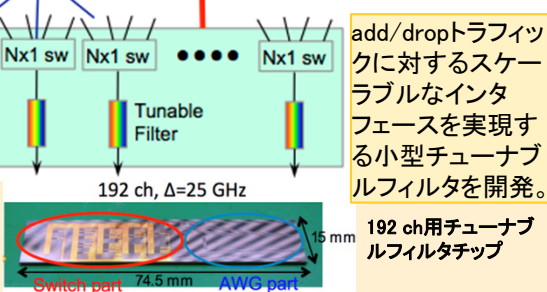 Nx1 sw Nx1 sw Nx1 sw
Tunable
Filter
192 ch, Δ=25 GHz
Switch part
74.5 mm
AWG part
15 mm
add/dropトラフィッ
クに対するスケー
ラブルなインタ
フェースを実現す
る小型チューナブ
ルフィルタを開発。
192 ch用チューナブ
ルフィルタチップ